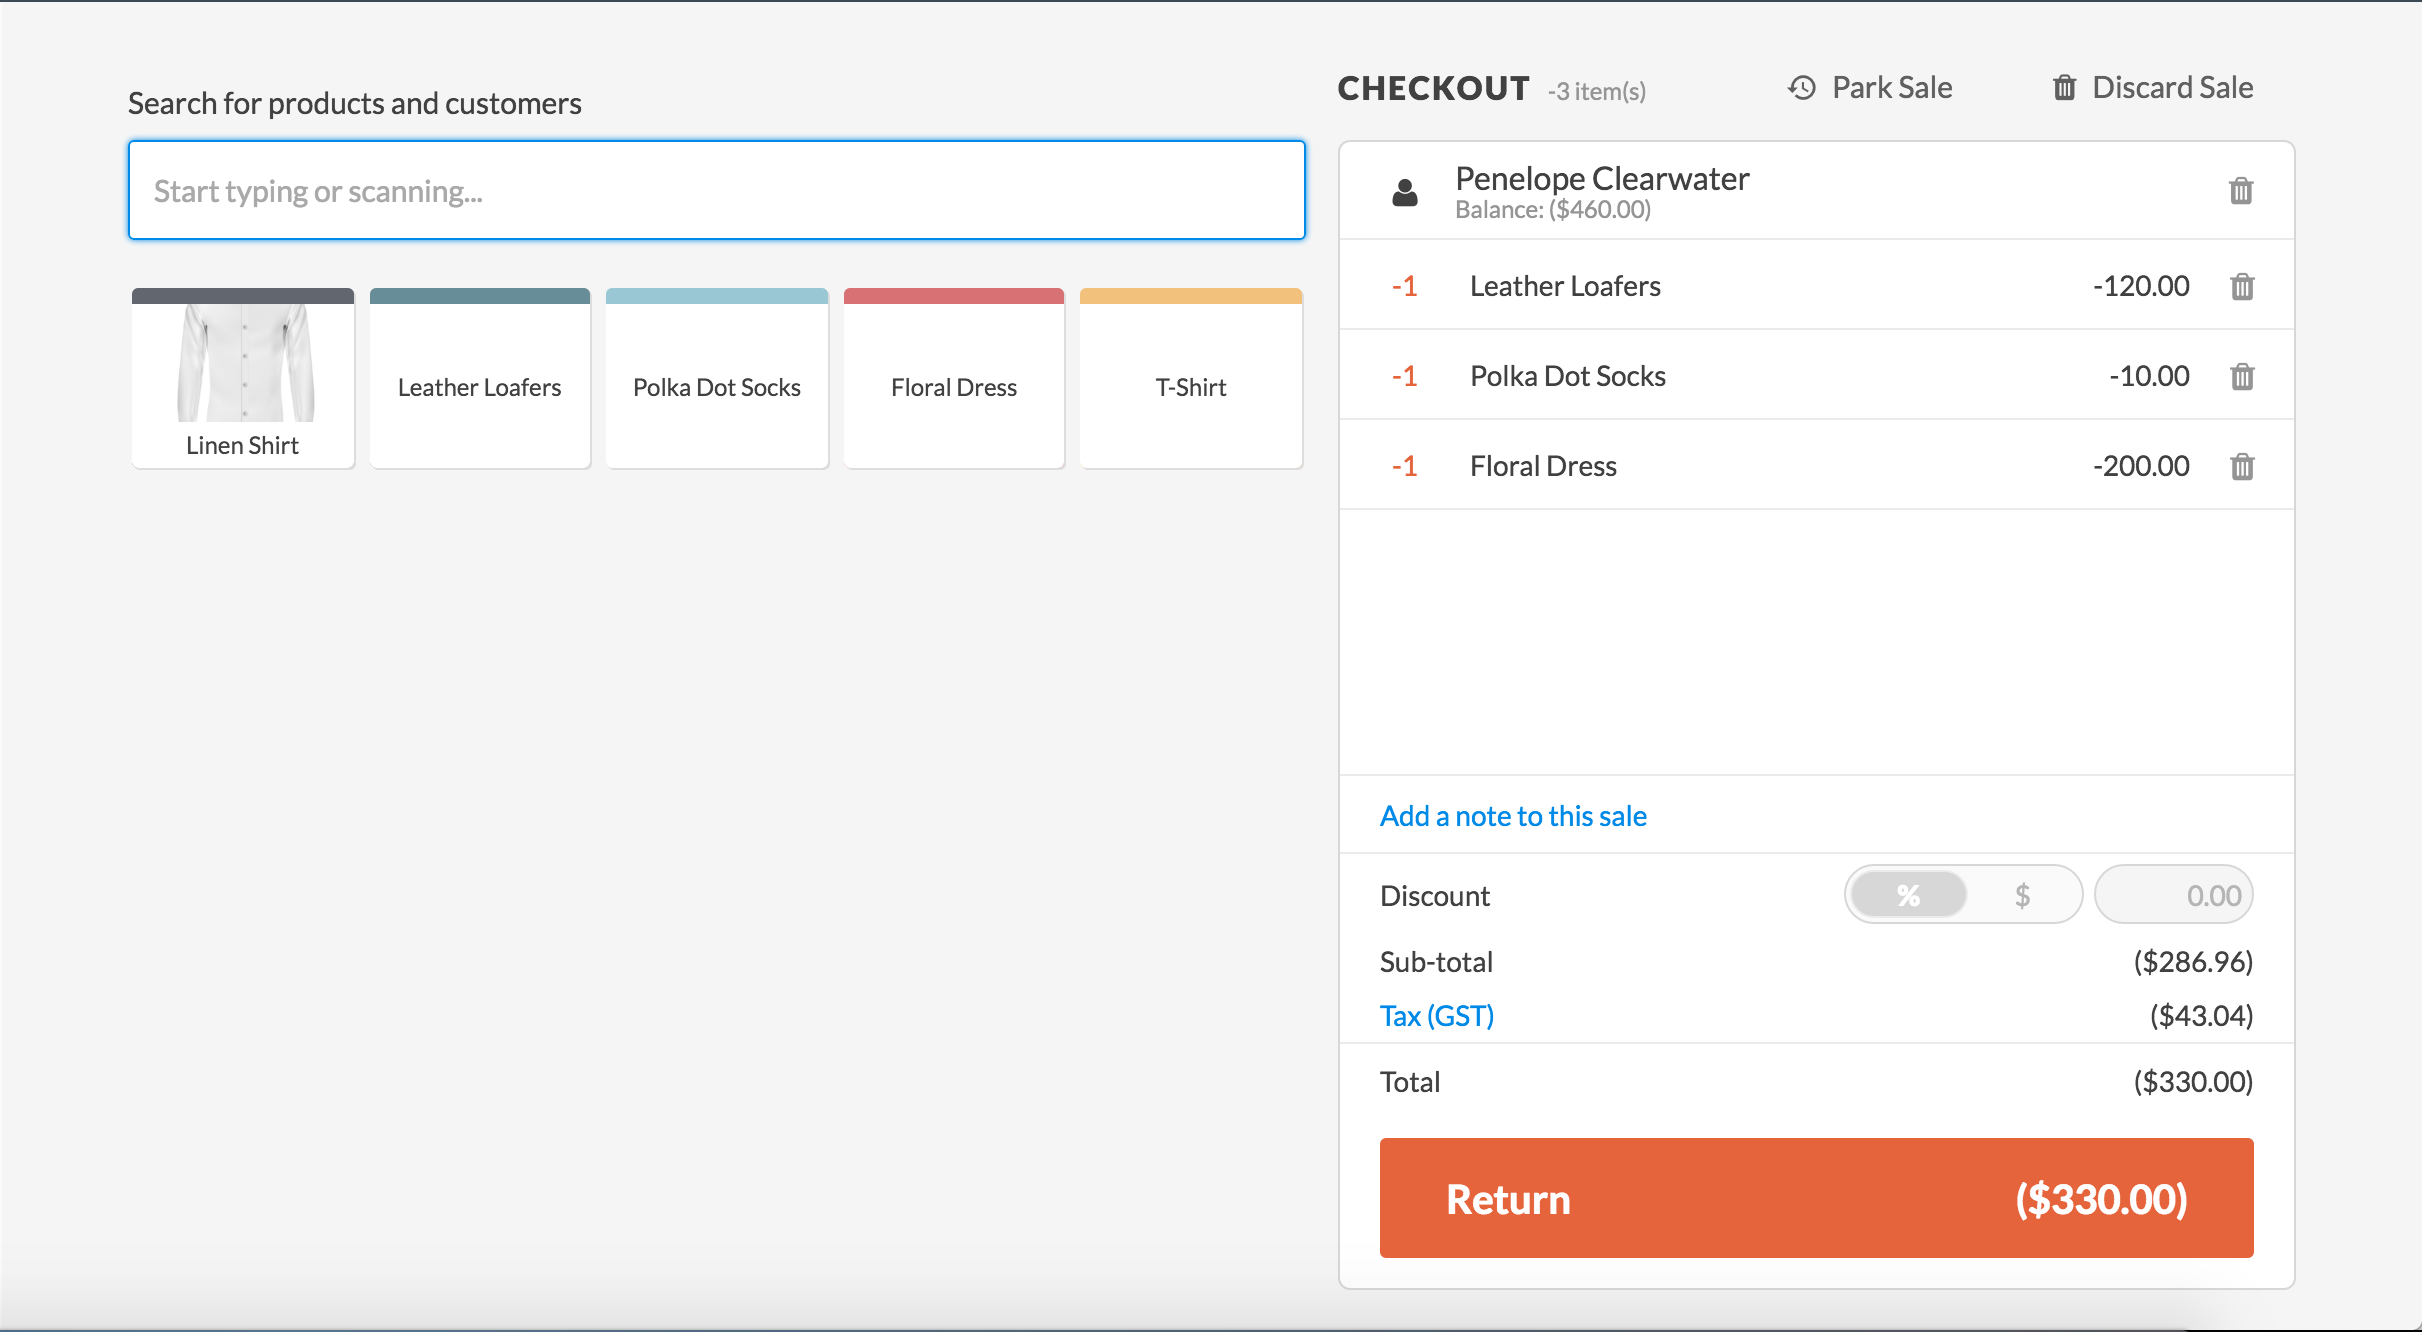 Search for products and customers
Start typing or scanning...
Linen Shirt
Leather Loafers
Polka Dot Socks
Floral Dress
T-Shirt
CHECKOUT -3 item(s)
Park Sale
Discard Sale
Penelope Clearwater
Balance: ($460.00)
-1 Leather Loafers -120.00
-1 Polka Dot Socks -10.00
-1 Floral Dress -200.00
Add a note to this sale
Discount % $ 0.00
Sub-total ($286.96)
Tax (GST) ($43.04)
Total ($330.00)
Return ($330.00)